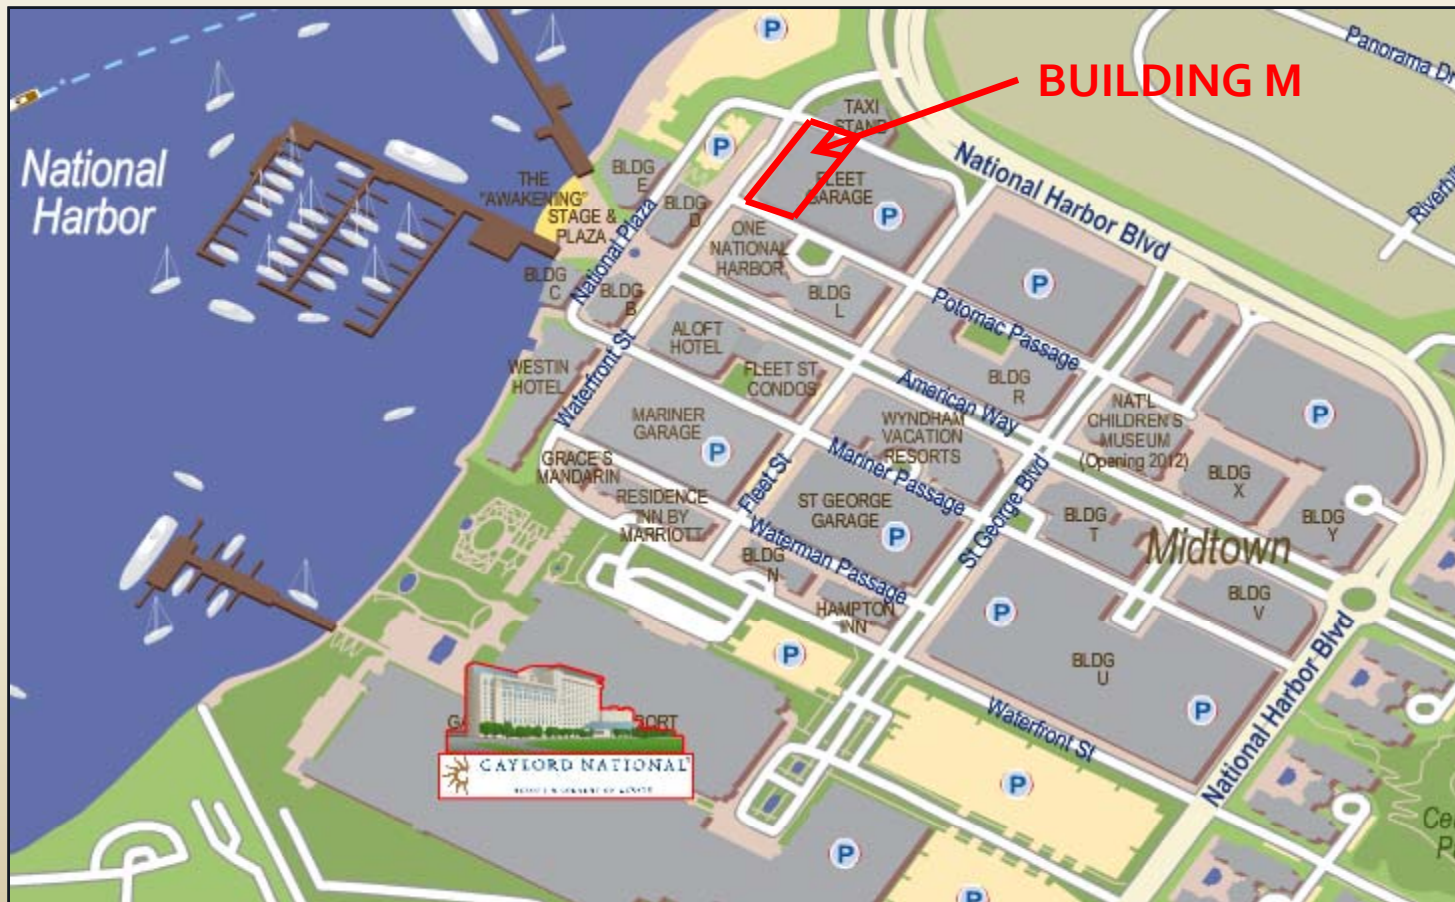 BUILDING M
Panorama Dr
TAXI
STAND
P
National Harbor Blvd
Riverhi
National
Harbor
THE
"AWAKENING"
STAGE &
PLAZA
BLDG
E
P
BLDG
D
FLEET
GARAGE
P
National Plaza
ONE
NATIONAL
HARBOR
BLDG
C
BLDG
B
BLDG
L
P
Potomac Passage
Waterfront St
ALOFT
HOTEL
WESTIN
HOTEL
FLEET ST
CONDOS
American Way
BLDG
R
NAT'L
CHILDREN'S
MUSEUM
(Opening 2012)
P
MARINER
GARAGE
P
WYNDHAM
VACATION
RESORTS
Mariner Passage
GRACE'S
MANDARIN
Fleet St
St George Blvd
BLDG
X
RESIDENCE
INN BY
MARRIOTT
ST GEORGE
GARAGE
P
BLDG
T
BLDG
Y
Midtown
BLDG
N
Waterman Passage
HAMPTON
INN
BLDG
V
P
P
BLDG
U
P
National Harbor Blvd
Waterfront St
GAYLORD NATIONAL
P
P
P